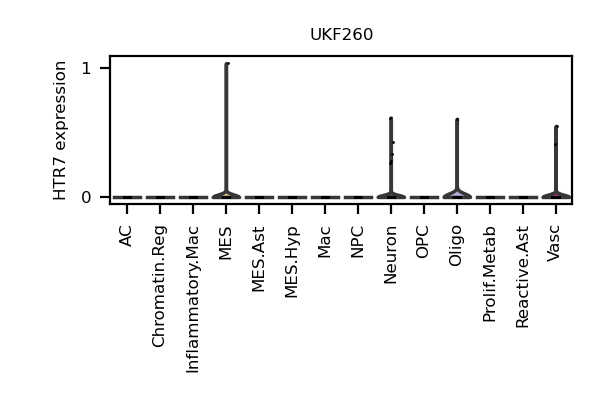 UKF260
HTR7 expression
1
0
AC
Chromatin.Reg
Inflammatory.Mac
MES
MES.Ast
MES.Hyp
Mac
NPC
Neuron
OPC
Oligo
Prolif.Metab
Reactive.Ast
Vasc